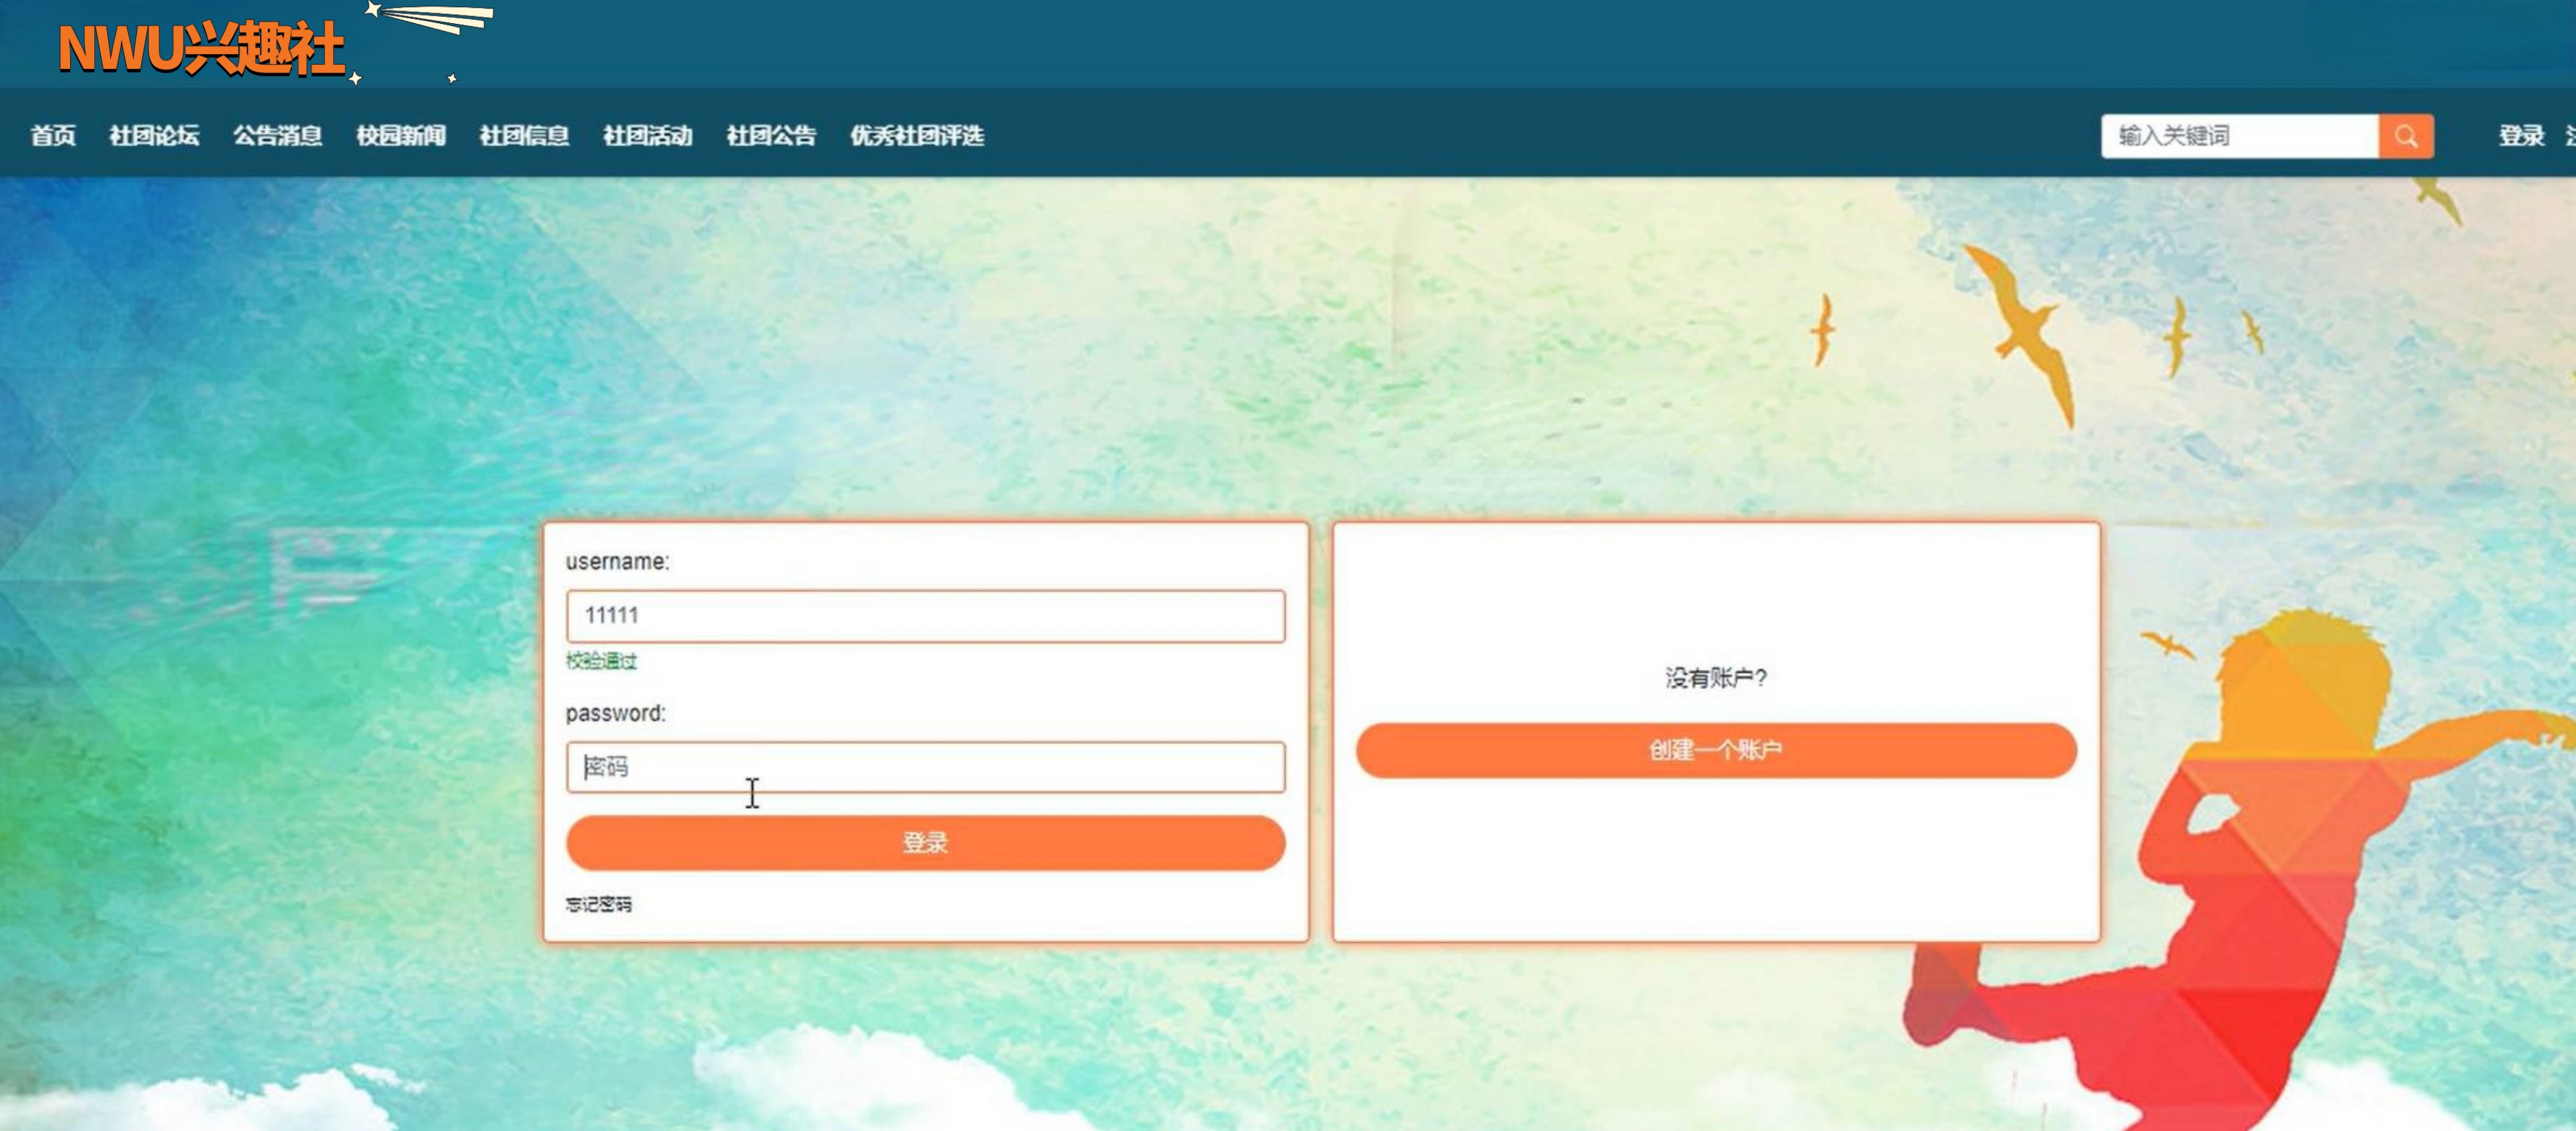 NWU兴趣社
首页 社团论坛 公告消息 校园新闻 社团信息 社团活动 社团公告 优秀社团评选 输入关键词 登录
username:
11111
校验通过
password:
密码
登录
忘记密码
没有账户?
创建一个账户